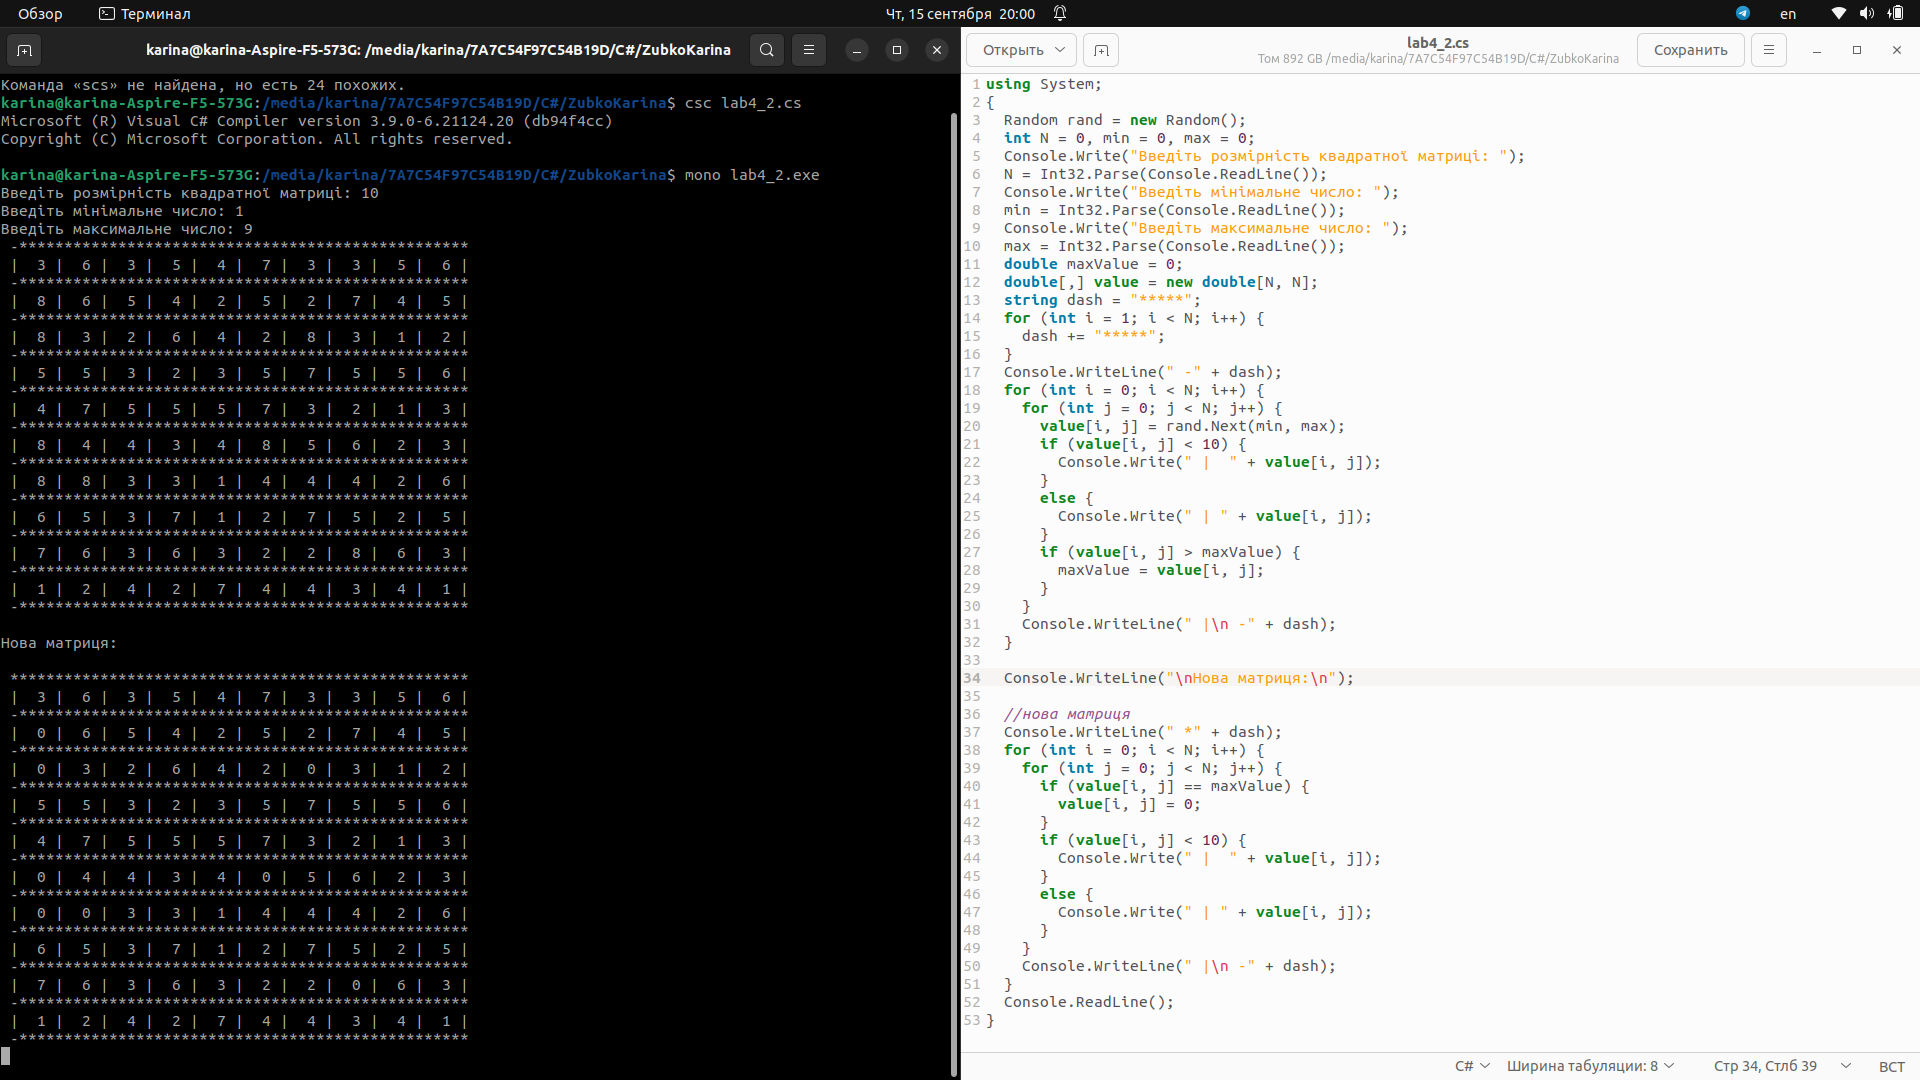 Обзор Терминал Чт, 15 сентября 20:00 en
karina@karina-Aspire-F5-573G: /media/karina/7A7C54F97C54B19D/C#/ZubkoKarina
Команда «scs» не найдена, но есть 24 похожих.
karina@karina-Aspire-F5-573G:/media/karina/7A7C54F97C54B19D/C#/ZubkoKarina$ csc lab4_2.cs
Microsoft (R) Visual C# Compiler version 3.9.0-6.21124.20 (db94f4cc)
Copyright (C) Microsoft Corporation. All rights reserved.
karina@karina-Aspire-F5-573G:/media/karina/7A7C54F97C54B19D/C#/ZubkoKarina$ mono lab4_2.exe
Введіть розмірність квадратної матриці: 10
Введіть мінімальне число: 1
Введіть максимальне число: 9
 -**************************************************
 |  3 |  6 |  3 |  5 |  4 |  7 |  3 |  3 |  5 |  6 |
 -**************************************************
 |  8 |  6 |  5 |  4 |  2 |  5 |  2 |  7 |  4 |  5 |
 -**************************************************
 |  8 |  3 |  2 |  6 |  4 |  2 |  8 |  3 |  1 |  2 |
 -**************************************************
 |  5 |  5 |  3 |  2 |  3 |  5 |  7 |  5 |  5 |  6 |
 -**************************************************
 |  4 |  7 |  5 |  5 |  5 |  7 |  3 |  2 |  1 |  3 |
 -**************************************************
 |  8 |  4 |  4 |  3 |  4 |  8 |  5 |  6 |  2 |  3 |
 -**************************************************
 |  8 |  8 |  3 |  3 |  1 |  4 |  4 |  4 |  2 |  6 |
 -**************************************************
 |  6 |  5 |  3 |  7 |  1 |  2 |  7 |  5 |  2 |  5 |
 -**************************************************
 |  7 |  6 |  3 |  6 |  3 |  2 |  2 |  8 |  6 |  3 |
 -**************************************************
 |  1 |  2 |  4 |  2 |  7 |  4 |  4 |  3 |  4 |  1 |
 -**************************************************
Нова матриця:
 ***************************************************
 |  3 |  6 |  3 |  5 |  4 |  7 |  3 |  3 |  5 |  6 |
 -**************************************************
 |  0 |  6 |  5 |  4 |  2 |  5 |  2 |  7 |  4 |  5 |
 -**************************************************
 |  0 |  3 |  2 |  6 |  4 |  2 |  0 |  3 |  1 |  2 |
 -**************************************************
 |  5 |  5 |  3 |  2 |  3 |  5 |  7 |  5 |  5 |  6 |
 -**************************************************
 |  4 |  7 |  5 |  5 |  5 |  7 |  3 |  2 |  1 |  3 |
 -**************************************************
 |  0 |  4 |  4 |  3 |  4 |  0 |  5 |  6 |  2 |  3 |
 -**************************************************
 |  0 |  0 |  3 |  3 |  1 |  4 |  4 |  4 |  2 |  6 |
 -**************************************************
 |  6 |  5 |  3 |  7 |  1 |  2 |  7 |  5 |  2 |  5 |
 -**************************************************
 |  7 |  6 |  3 |  6 |  3 |  2 |  2 |  0 |  6 |  3 |
 -**************************************************
 |  1 |  2 |  4 |  2 |  7 |  4 |  4 |  3 |  4 |  1 |
 -**************************************************
Открыть lab4_2.cs Сохранить
Том 892 GB /media/karina/7A7C54F97C54B19D/C#/ZubkoKarina
1 using System;
2 {
3   Random rand = new Random();
4   int N = 0, min = 0, max = 0;
5   Console.Write("Введіть розмірність квадратної матриці: ");
6   N = Int32.Parse(Console.ReadLine());
7   Console.Write("Введіть мінімальне число: ");
8   min = Int32.Parse(Console.ReadLine());
9   Console.Write("Введіть максимальне число: ");
10   max = Int32.Parse(Console.ReadLine());
11   double maxValue = 0;
12   double[,] value = new double[N, N];
13   string dash = "*****";
14   for (int i = 1; i < N; i++) {
15     dash += "*****";
16   }
17   Console.WriteLine(" -" + dash);
18   for (int i = 0; i < N; i++) {
19     for (int j = 0; j < N; j++) {
20       value[i, j] = rand.Next(min, max);
21       if (value[i, j] < 10) {
22         Console.Write(" |  " + value[i, j]);
23       }
24       else {
25         Console.Write(" | " + value[i, j]);
26       }
27       if (value[i, j] > maxValue) {
28         maxValue = value[i, j];
29       }
30     }
31     Console.WriteLine(" |\n -" + dash);
32   }
33
34   Console.WriteLine("\nНова матриця:\n");
35
36   //нова матриця
37   Console.WriteLine(" *" + dash);
38   for (int i = 0; i < N; i++) {
39     for (int j = 0; j < N; j++) {
40       if (value[i, j] == maxValue) {
41         value[i, j] = 0;
42       }
43       if (value[i, j] < 10) {
44         Console.Write(" |  " + value[i, j]);
45       }
46       else {
47         Console.Write(" | " + value[i, j]);
48       }
49     }
50     Console.WriteLine(" |\n -" + dash);
51   }
52   Console.ReadLine();
53 }
C# Ширина табуляции: 8 Стр 34, Стлб 39 ВСТ